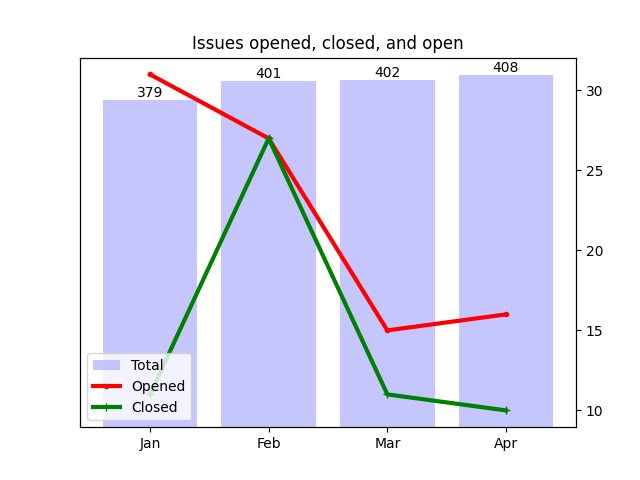 Issues opened, closed, and open
379
401
402
408
30
25
20
15
10
Total
Opened
Closed
Jan
Feb
Mar
Apr